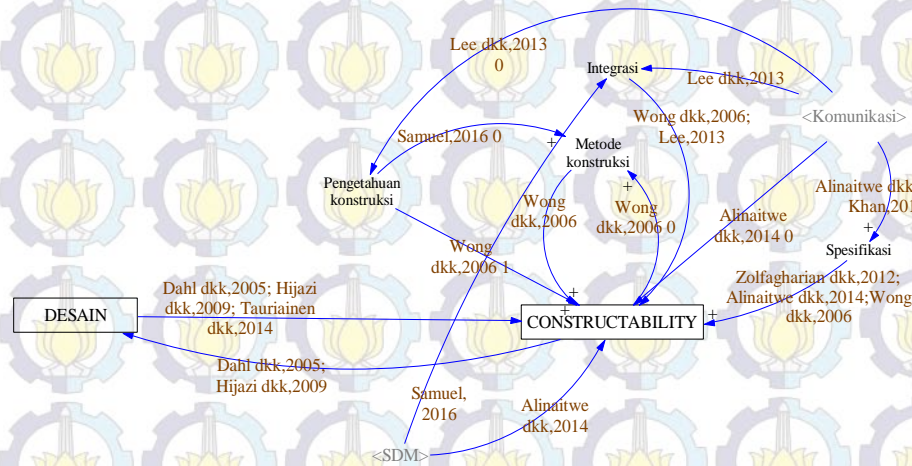 Lee dkk,2013
0
Integrasi
Lee dkk,2013
Wong dkk,2006;
Lee,2013
<Komunikasi>
Samuel,2016 0
+
Metode
konstruksi
Pengetahuan
konstruksi
+
Wong
dkk,2006
Wong
dkk,2006 0
Alinaitwe dkk
Khan,201
+
Alinaitwe
dkk,2014 0
Spesifikasi
Wong
dkk,2006 1
Zolfagharian dkk,2012;
Alinaitwe dkk,2014;Wong
dkk,2006
Dahl dkk,2005; Hijazi
dkk,2009; Tauriainen
dkk,2014
+
+
+
DESAIN
CONSTRUCTABILITY
Dahl dkk,2005;
Hijazi dkk,2009
Samuel,
2016
Alinaitwe
dkk,2014
<SDM>